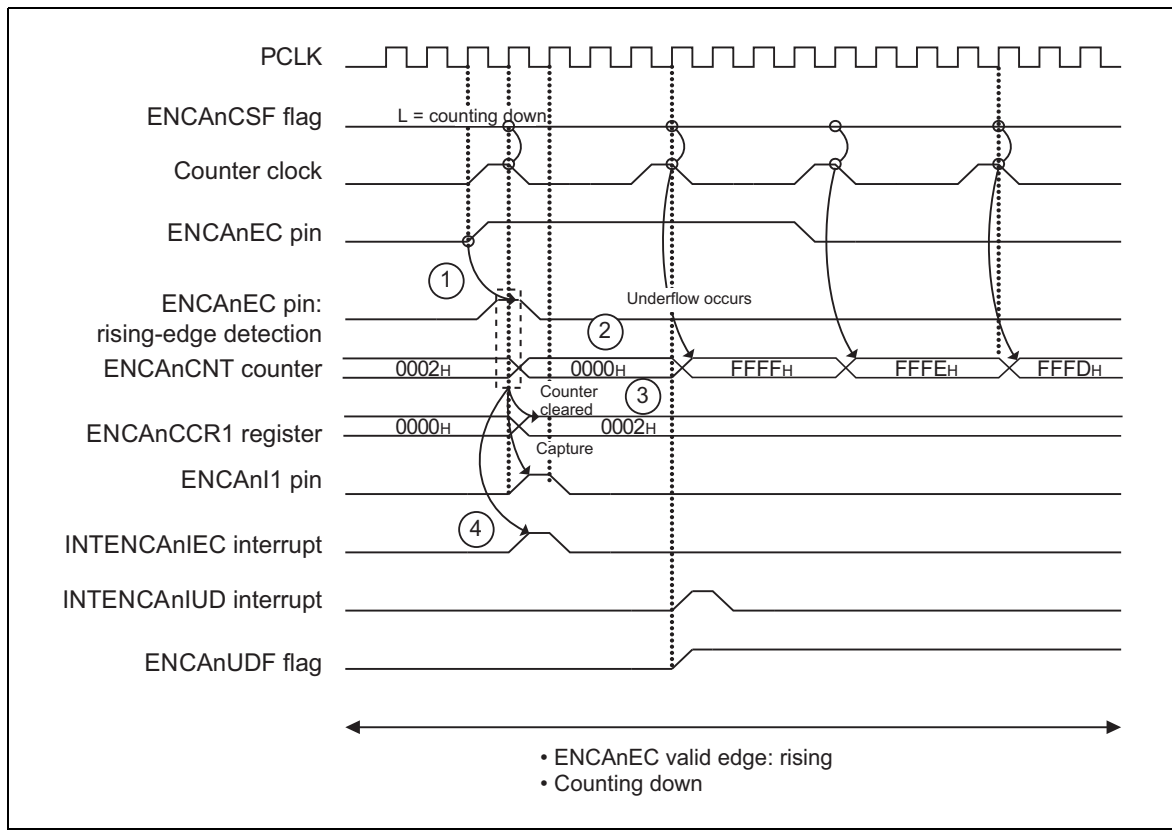 PCLK
ENCAnCSF flag
L = counting down
Counter clock
ENCAnEC pin
1
ENCAnEC pin:
rising-edge detection
Underflow occurs
2
ENCAnCNT counter
0002H
0000H
FFFFH
FFFEH
FFFDH
3
Counter
cleared
ENCAnCCR1 register
0000H
0002H
Capture
ENCAnI1 pin
4
INTENCAnIEC interrupt
INTENCAnIUD interrupt
ENCAnUDF flag
• ENCAnEC valid edge: rising
• Counting down